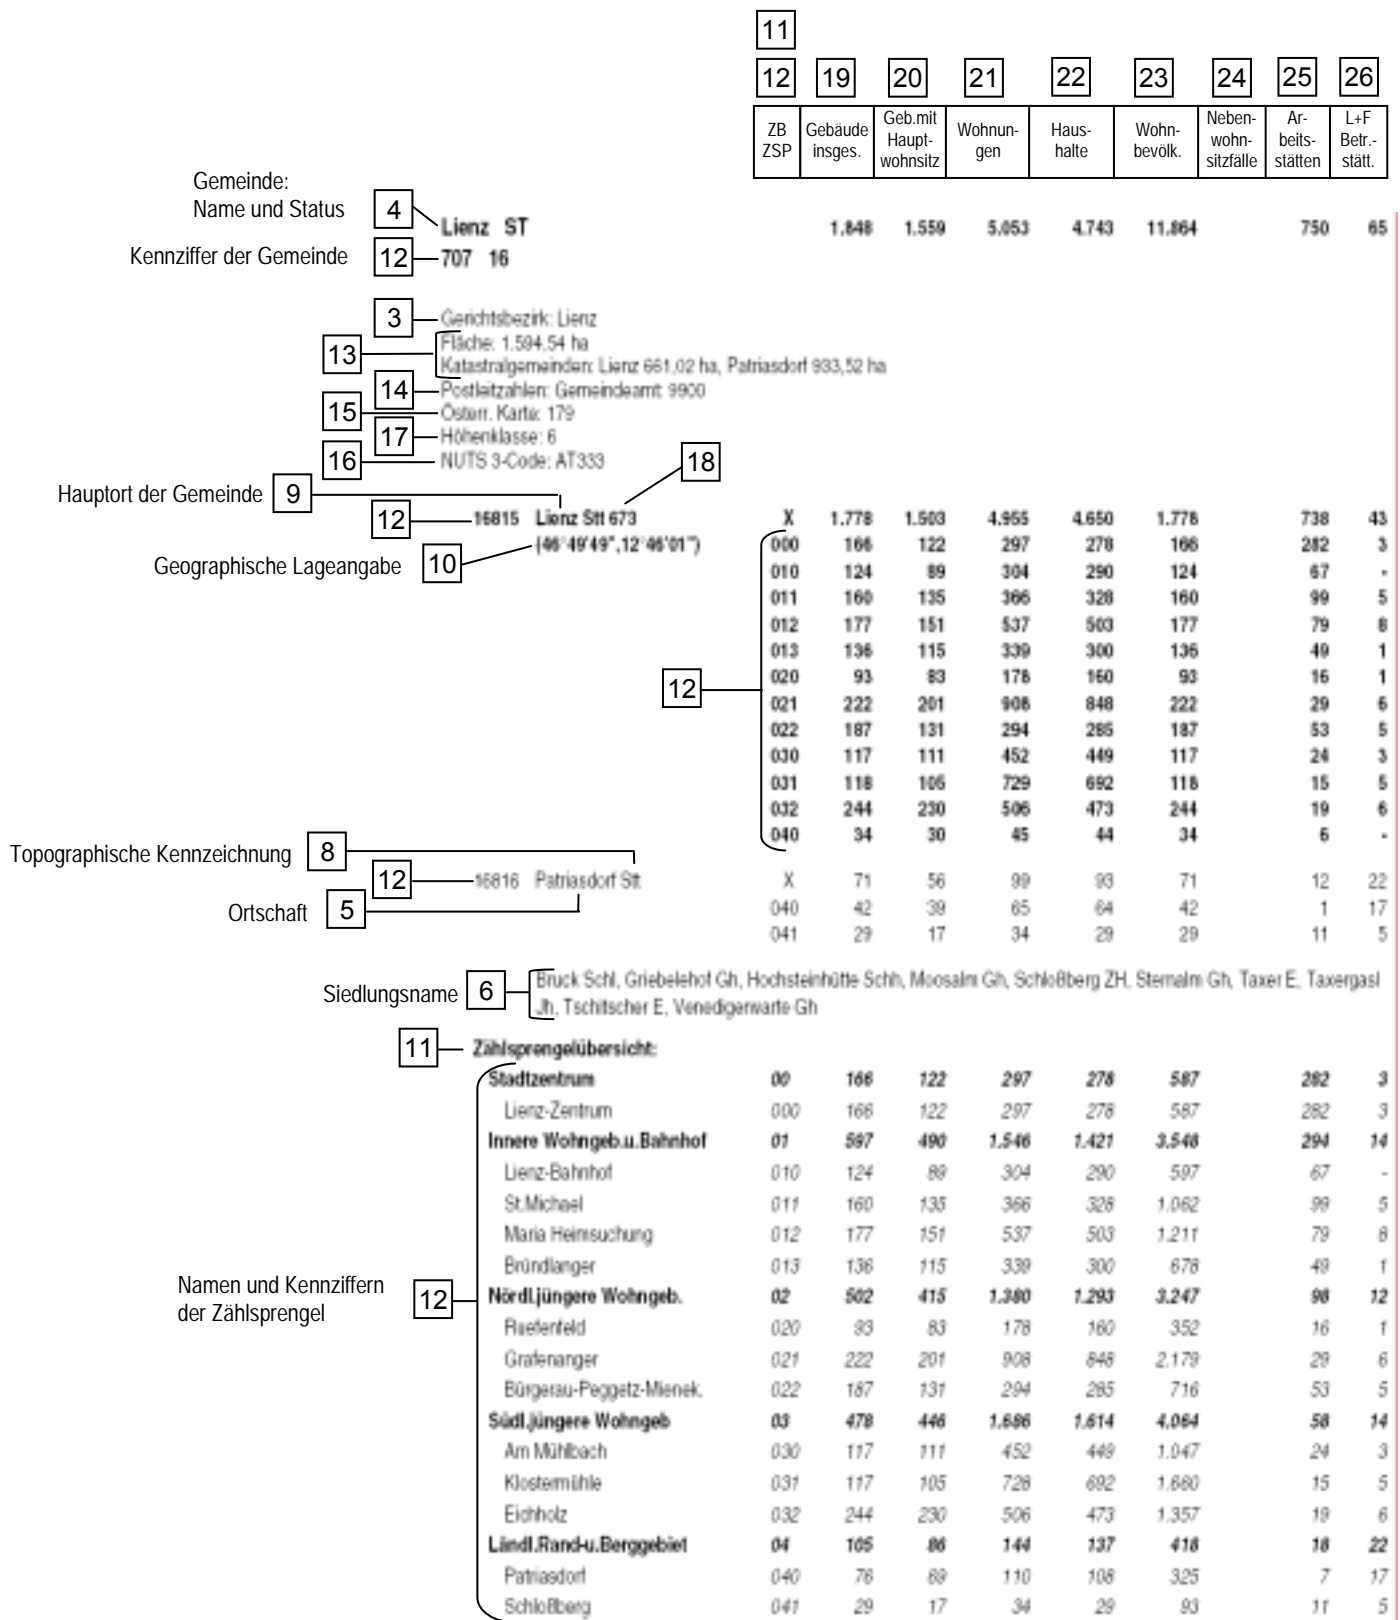 11
12 19 20 21 22 23 24 25 26
ZB ZSP Gebäude insges. Geb.mit Haupt- wohnsitz Wohnun- gen Haus- halte Wohn- bevölk. Neben- wohn- sitzfälle Ar- beits- stätten L+F Betr.- stätt.
Gemeinde:
Name und Status 4 Lienz ST 1.848 1.559 5.053 4.743 11.864 750 65
Kennziffer der Gemeinde 12 707 16
3 Gerichtsbezirk: Lienz
13 Fläche: 1.594,54 ha
Katastralgemeinden: Lienz 661,02 ha, Patriasdorf 933,52 ha
14 Postleitzahlen: Gemeindeamt: 9900
15 Österr. Karte: 179
17 Höhenklasse: 6
16 NUTS 3-Code: AT333
18
Hauptort der Gemeinde 9
12 16815 Lienz Stt 673 X 1.778 1.503 4.955 4.650 1.778 738 43
Geographische Lageangabe 10 (46°49'49",12°46'01") 000 166 122 297 278 166 282 3
010 124 89 304 290 124 67 -
011 160 135 366 328 160 99 5
012 177 151 537 503 177 79 8
013 136 115 339 300 136 49 1
12 020 93 83 178 160 93 16 1
021 222 201 908 848 222 29 6
022 187 131 294 285 187 53 5
030 117 111 452 449 117 24 3
031 118 105 729 692 118 15 5
032 244 230 506 473 244 19 6
040 34 30 45 44 34 6 -
Topographische Kennzeichnung 8
12 16816 Patriasdorf Stt X 71 56 99 93 71 12 22
Ortschaft 5 040 42 39 65 64 42 1 17
041 29 17 34 29 29 11 5
Siedlungsname 6 Bruck Schl, Griebelehof Gh, Hochsteinhütte Schh, Moosalm Gh, Schloßberg ZH, Sternalm Gh, Taxer E, Taxergasl
Jh, Tschitscher E, Venedigerwarte Gh
11 Zählsprengelübersicht:
Stadtzentrum 00 166 122 297 278 587 282 3
Lienz-Zentrum 000 166 122 297 278 587 282 3
Innere Wohngeb.u.Bahnhof 01 597 490 1.546 1.421 3.548 294 14
Lienz-Bahnhof 010 124 89 304 290 597 67 -
St.Michael 011 160 135 366 328 1.062 99 5
Maria Heimsuchung 012 177 151 537 503 1.211 79 8
Bründlanger 013 136 115 339 300 678 49 1
Namen und Kennziffern
der Zählsprengel 12 Nördl.jüngere Wohngeb. 02 502 415 1.380 1.293 3.247 98 12
Ruefenfeld 020 93 83 178 160 352 16 1
Grafenanger 021 222 201 908 848 2.179 29 6
Bürgerau-Peggetz-Mienek. 022 187 131 294 285 716 53 5
Südl.jüngere Wohngeb 03 478 446 1.686 1.614 4.064 58 14
Am Mühlbach 030 117 111 452 449 1.047 24 3
Klostermühle 031 117 105 728 692 1.660 15 5
Eichholz 032 244 230 506 473 1.357 19 6
Ländl.Rand-u.Berggebiet 04 105 86 144 137 418 18 22
Patriasdorf 040 76 69 110 108 325 7 17
Schloßberg 041 29 17 34 29 93 11 5